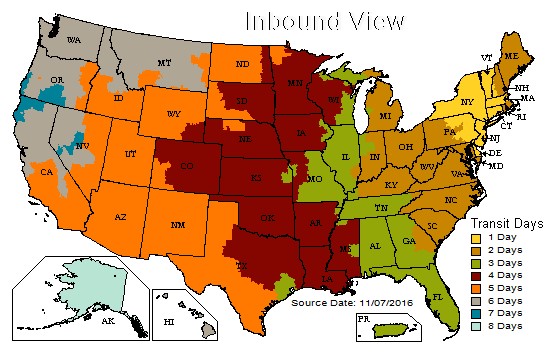 Inbound View
WA
OR
CA
NV
ID
MT
WY
UT
AZ
CO
NM
ND
SD
NE
KS
OK
TX
MN
IA
MO
AR
LA
WI
IL
MS
MI
IN
OH
KY
TN
AL
GA
FL
SC
NC
VA
WV
PA
NY
VT
ME
NH
MA
RI
CT
NJ
DE
MD
AK
HI
PR
Transit Days
1 Day
2 Days
3 Days
4 Days
5 Days
6 Days
7 Days
8 Days
Source Date: 11/07/2016